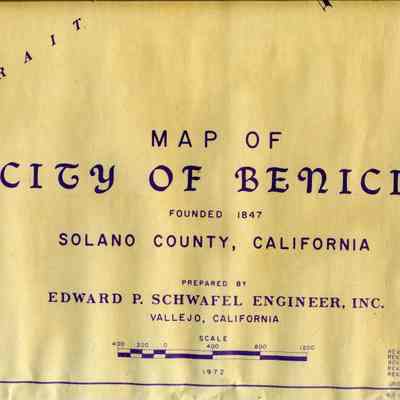 RAIT
MAP OF
CITY OF BENICI
FOUNDED 1847
SOLANO COUNTY, CALIFORNIA
PREPARED BY
EDWARD P. SCHWAFEL ENGINEER, INC.
VALLEJO, CALIFORNIA
SCALE
400 200 0 400 800 1200
1972